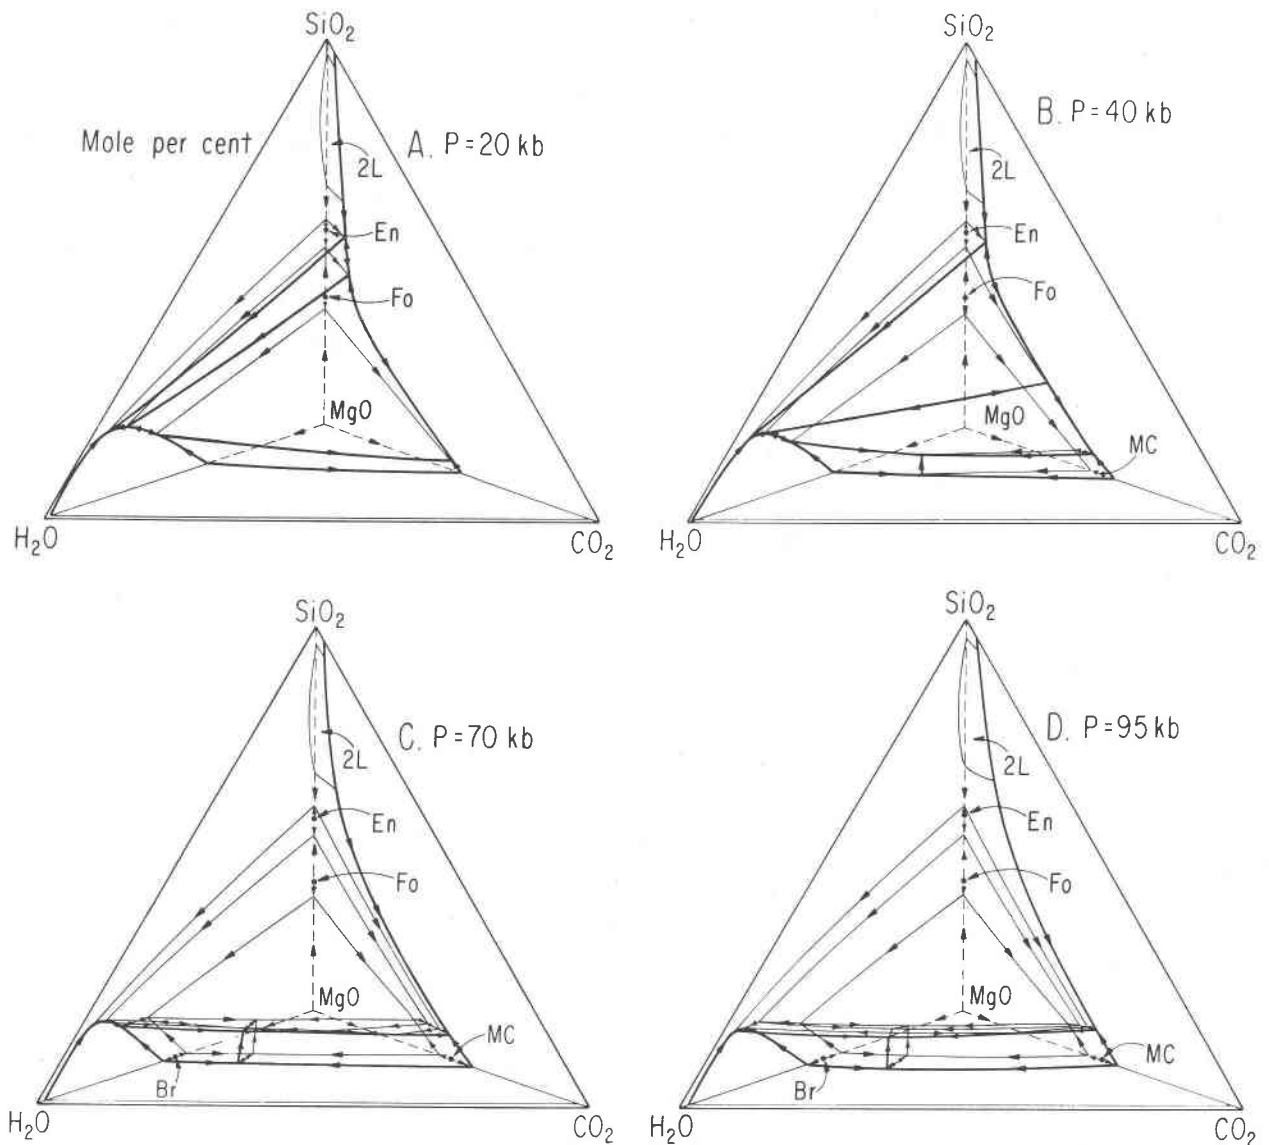 SiO₂
Mole per cent
A. P=20 kb
2L
En
Fo
MgO
H₂O
CO₂
SiO₂
B. P=40 kb
2L
En
Fo
MgO
MC
H₂O
CO₂
SiO₂
C. P=70 kb
2L
En
Fo
MgO
MC
Br
H₂O
CO₂
SiO₂
D. P=95 kb
2L
En
Fo
MgO
MC
Br
H₂O
CO₂